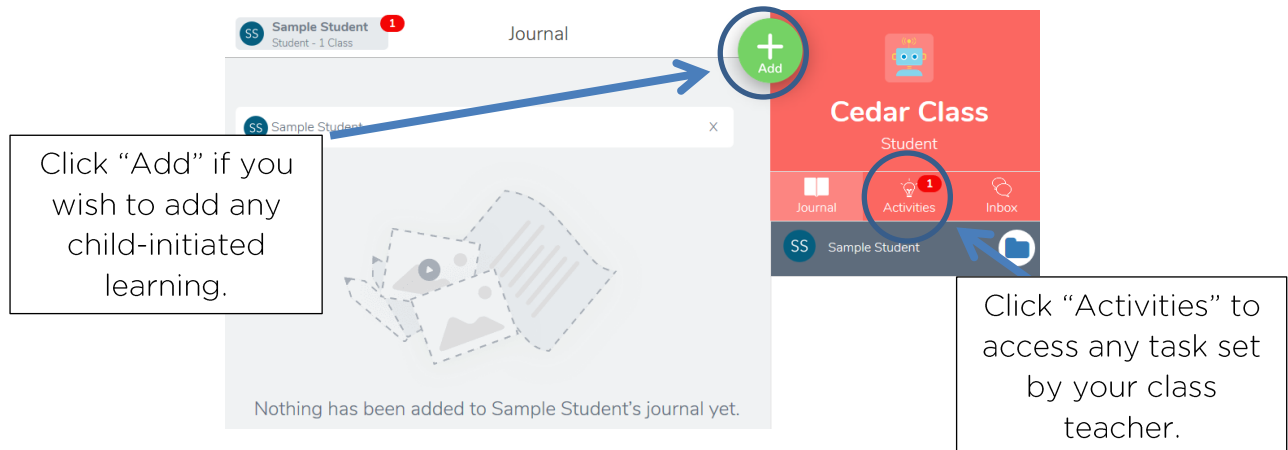 SS Sample Student 1
Student - 1 Class
Journal
Add
SS Sample Student X
Click “Add” if you
wish to add any
child-initiated
learning.
Nothing has been added to Sample Student’s journal yet.
Cedar Class
Student
Journal
1
Activities
Inbox
SS Sample Student
Click “Activities” to
access any task set
by your class
teacher.